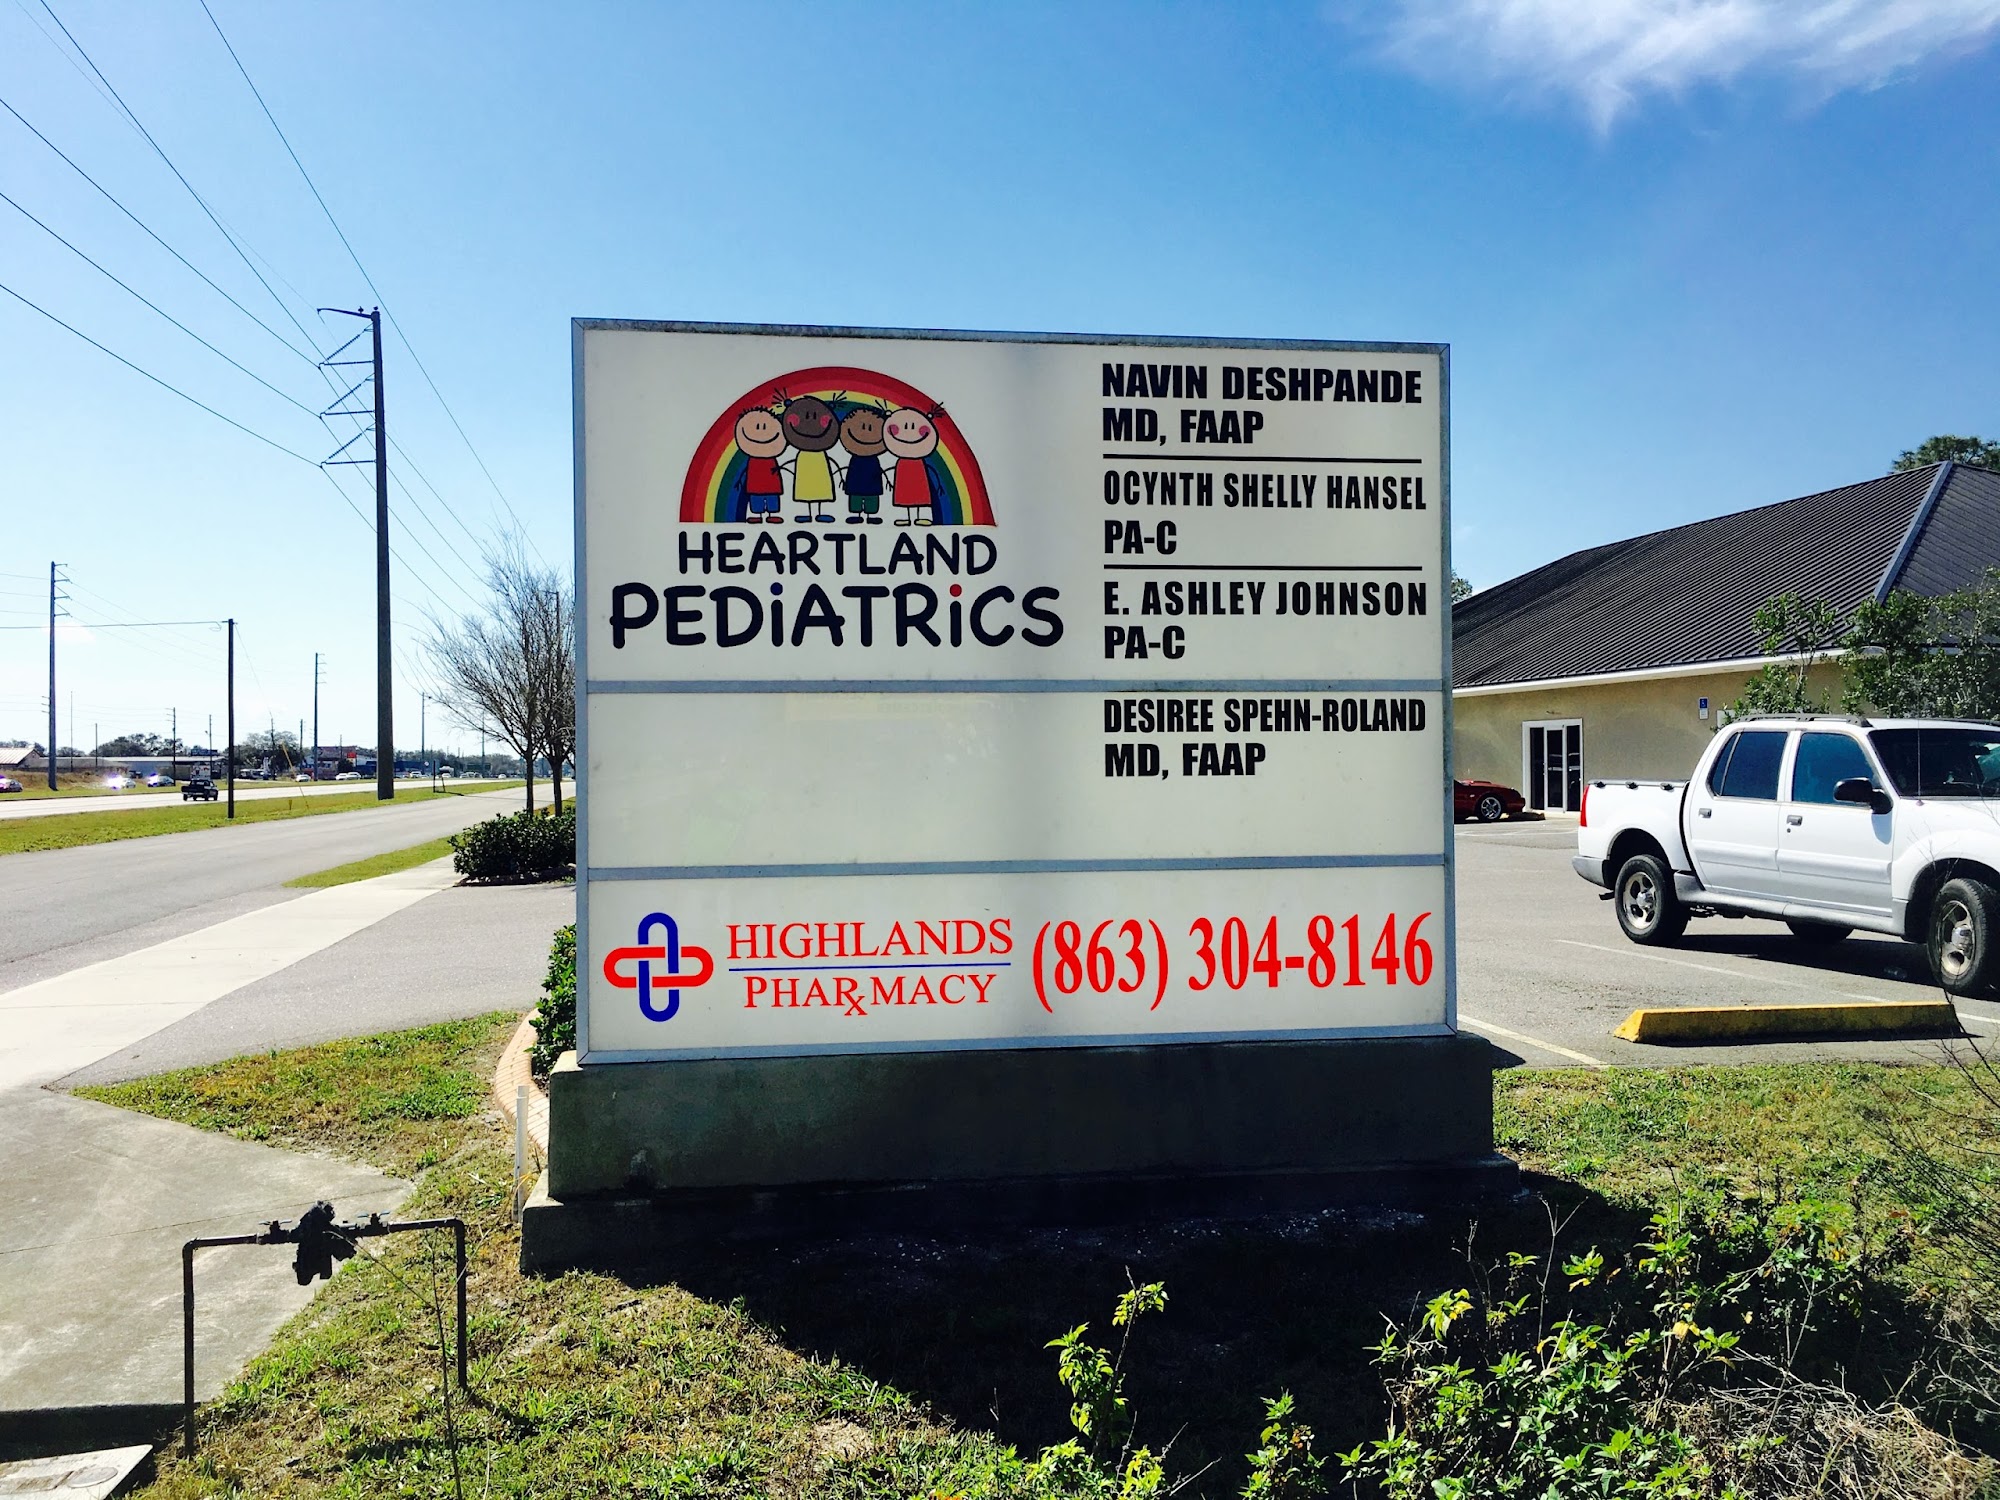 HEARTLAND
PEDiATRiCS
NAVIN DESHPANDE
MD, FAAP
OCYNTH SHELLY HANSEL
PA-C
E. ASHLEY JOHNSON
PA-C
DESIREE SPEHN-ROLAND
MD, FAAP
HIGHLANDS
PHARxMACY
(863) 304-8146